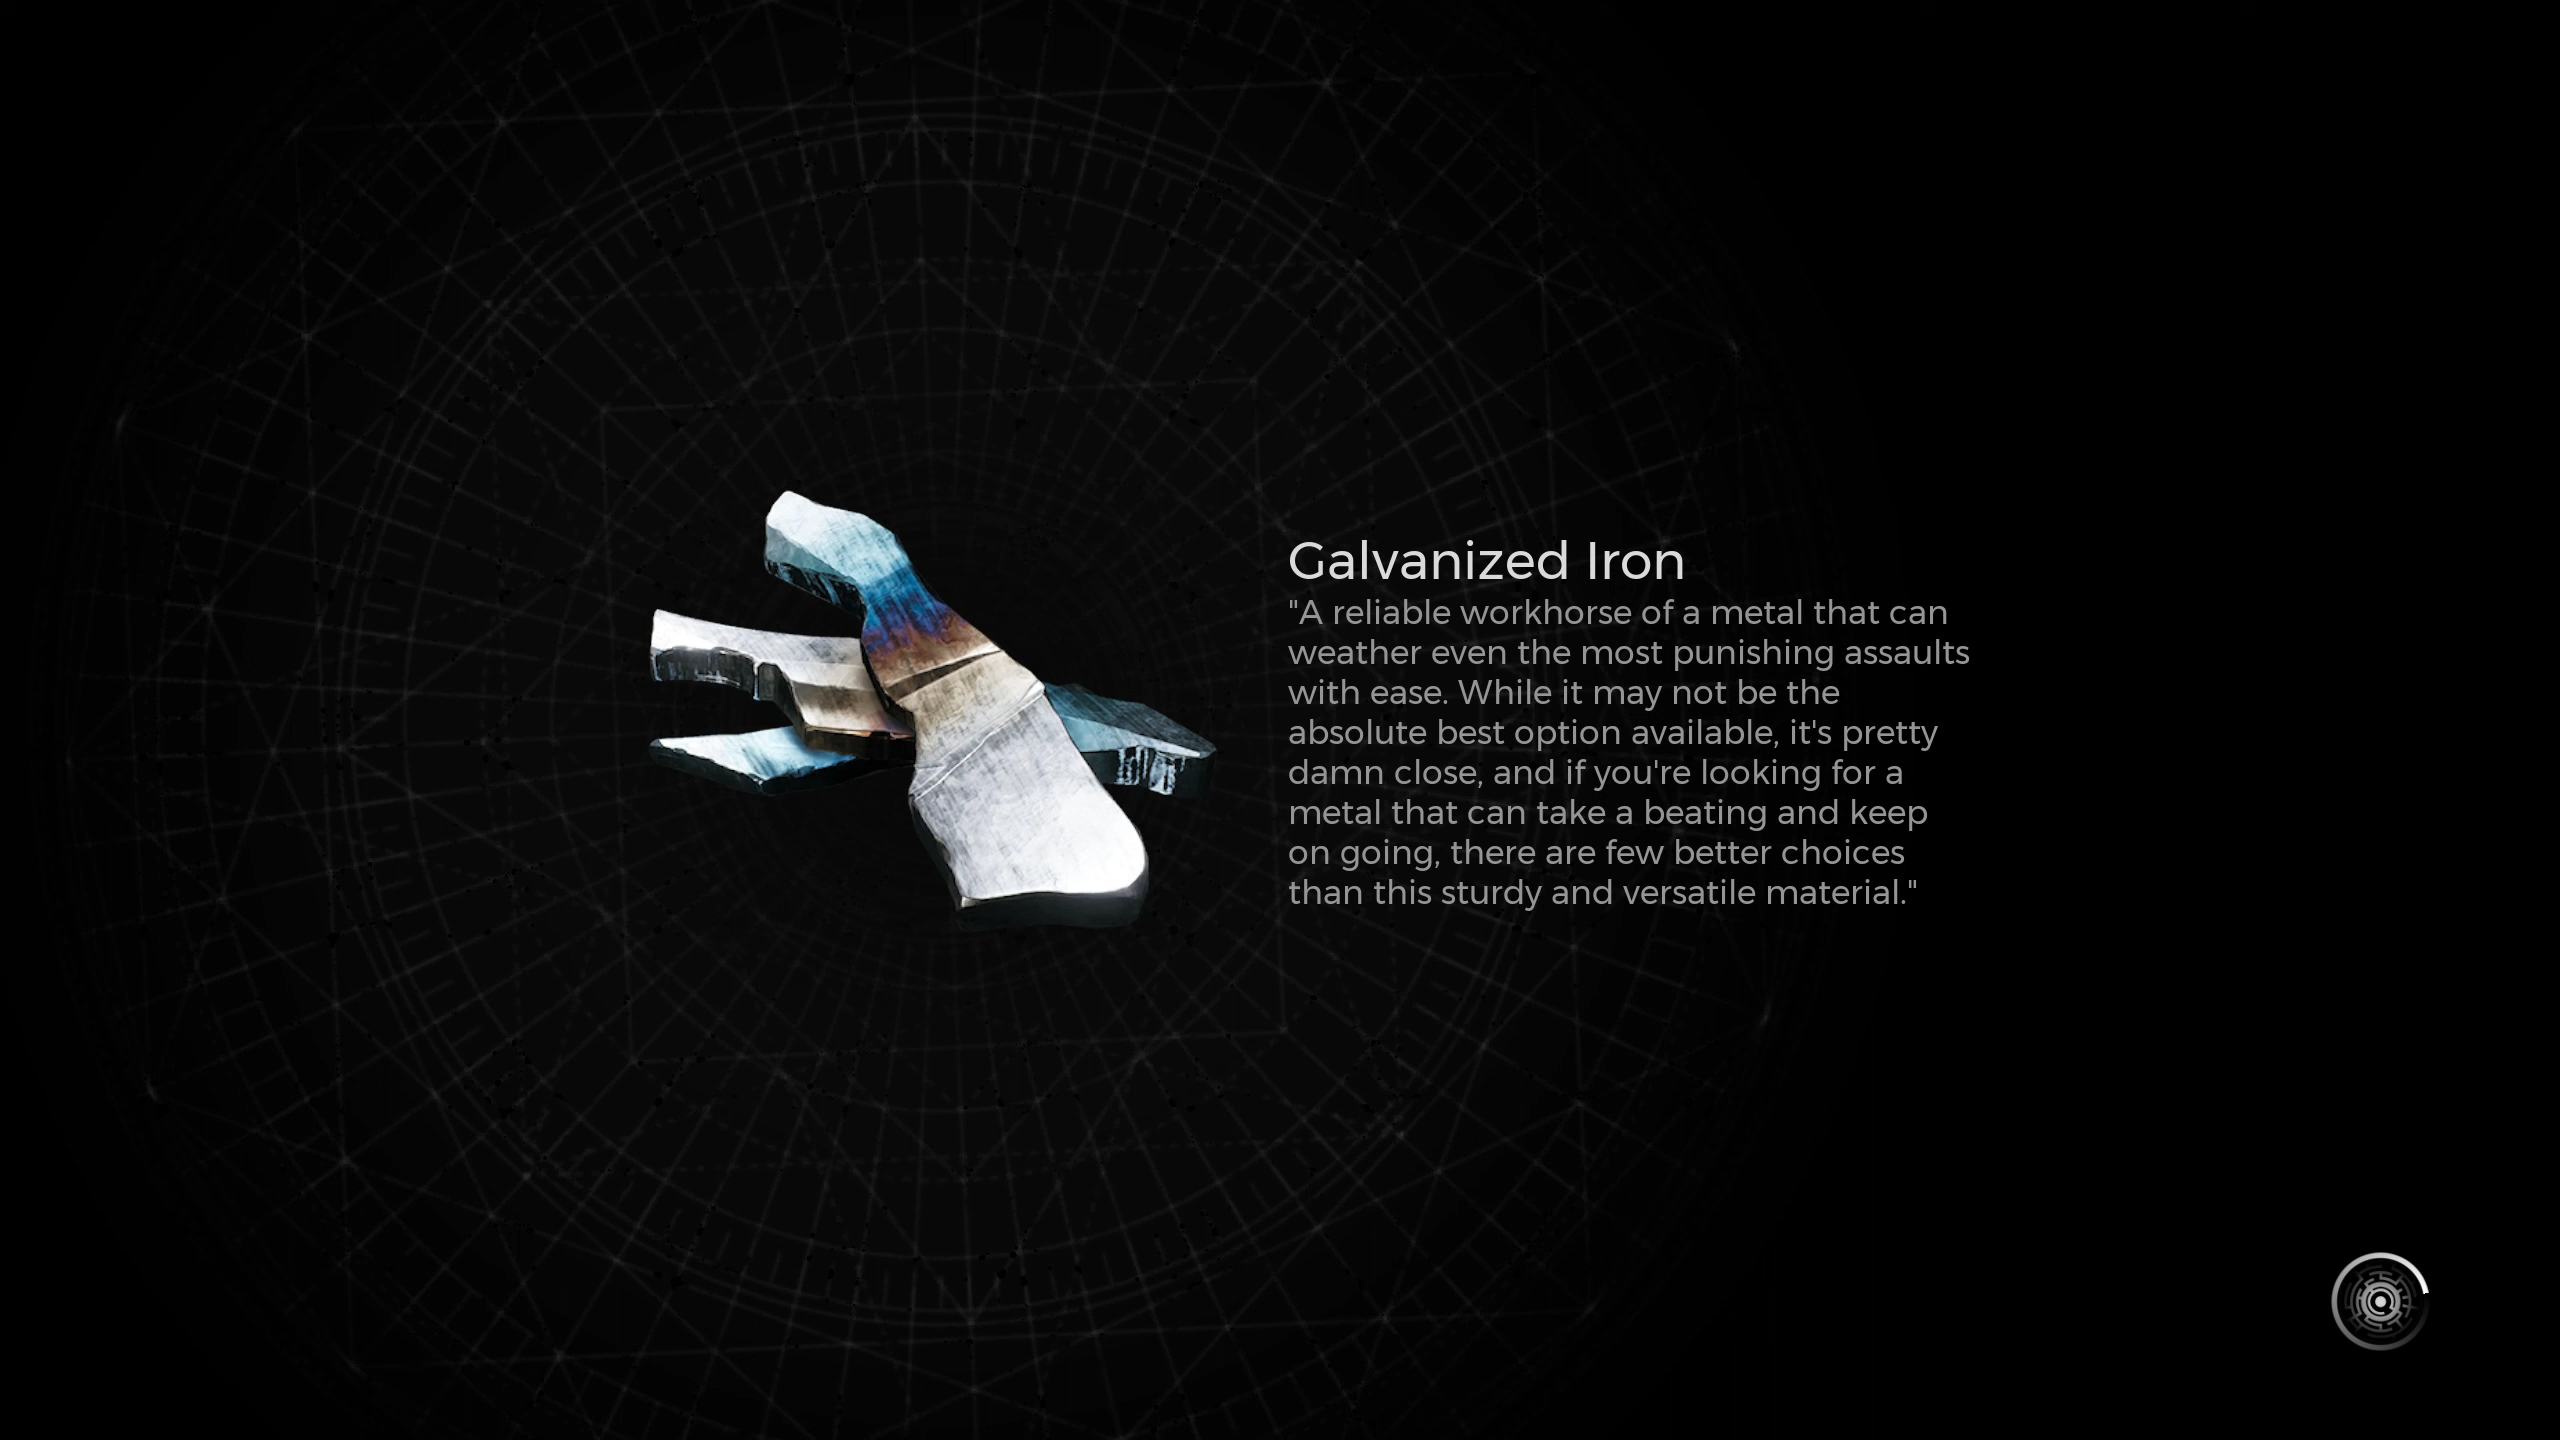 Galvanized Iron
"A reliable workhorse of a metal that can
weather even the most punishing assaults
with ease. While it may not be the
absolute best option available, it's pretty
damn close, and if you're looking for a
metal that can take a beating and keep
on going, there are few better choices
than this sturdy and versatile material."